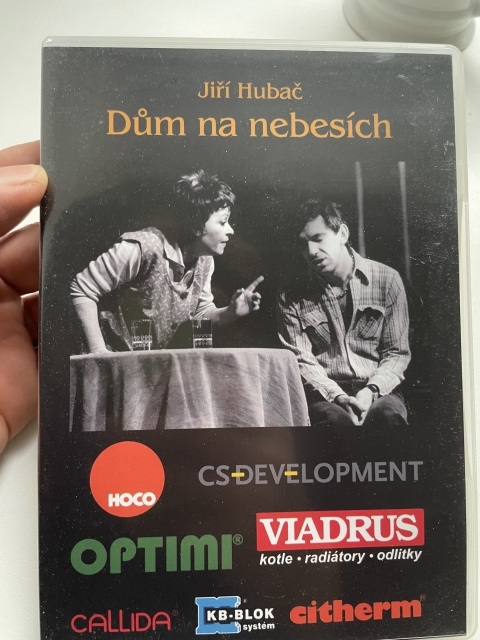 Jiří Hubač
Dům na nebesích
HOCO
CS-DEVELOPMENT
OPTIMI®
VIADRUS
kotle • radiátory • odlitky
CALLIDA®
KB-BLOK
systém
citherm®